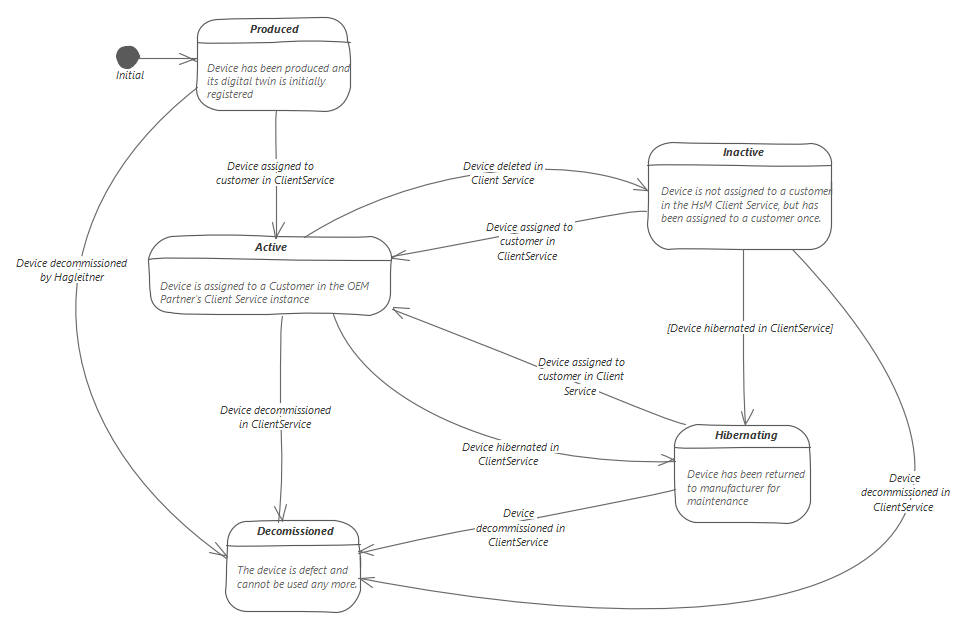 Produced
Device has been produced and
its digital twin is initially
registered
Initial
Device assigned to
customer in ClientService
Device deleted in
Client Service
Inactive
Device is not assigned to a customer
in the HsM Client Service, but has
been assigned to a customer once.
Device assigned to
customer in
ClientService
Active
Device is assigned to a Customer in the OEM
Partner's Client Service instance
Device decommissioned
by Hagleitner
[Device hibernated in ClientService]
Device assigned to
customer in Client
Service
Device decommissioned
in ClientService
Device hibernated in
ClientService
Hibernating
Device has been returned
to manufacturer for
maintenance
Device
decommissioned in
ClientService
Device
decommissioned in
ClientService
Decomissioned
The device is defect and
cannot be used any more.